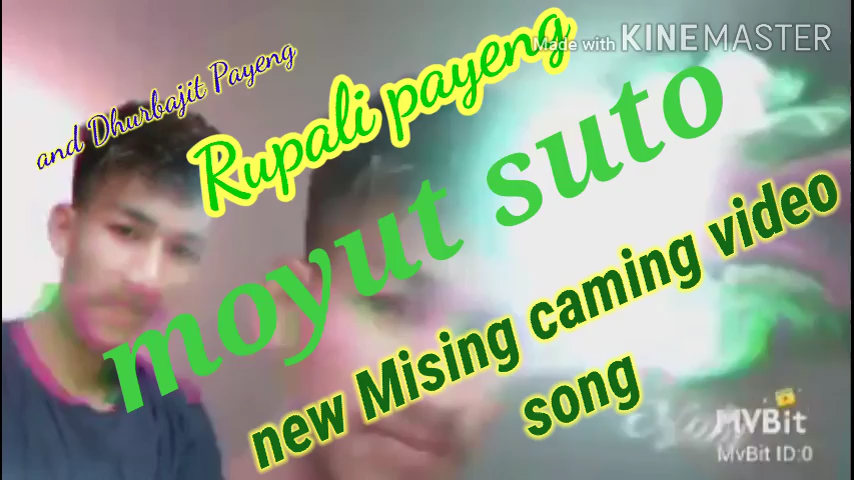 Made with KINEMASTER
and Dhurbajit Payeng
Rupali payeng
moyut suto
new Mising caming video
song
MVBit
MvBit ID:0